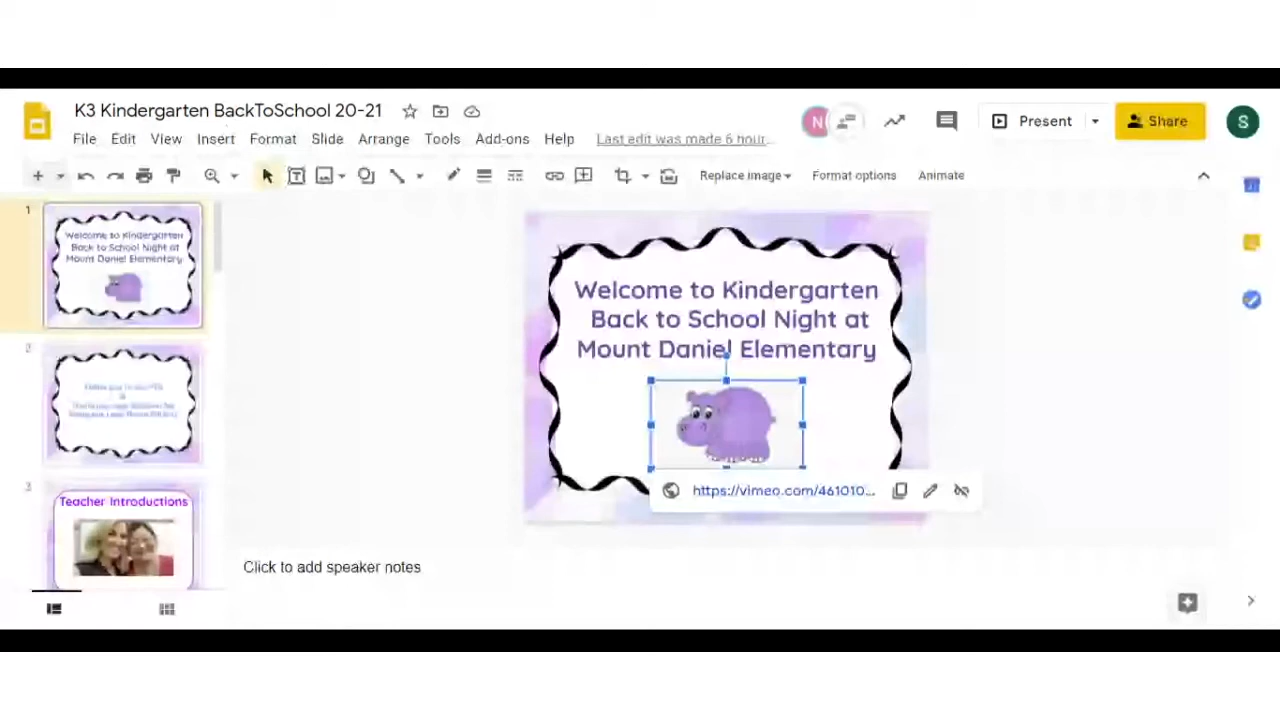 K3 Kindergarten BackToSchool 20-21
N
Present
Share
S
File Edit View Insert Format Slide Arrange Tools Add-ons Help Last edit was made 6 hour...
Replace image Format options Animate
1
Welcome to Kindergarten
Back to School Night at
Mount Daniel Elementary
2
3
Teacher Introductions
Welcome to Kindergarten
Back to School Night at
Mount Daniel Elementary
https://vimeo.com/461010...
Click to add speaker notes